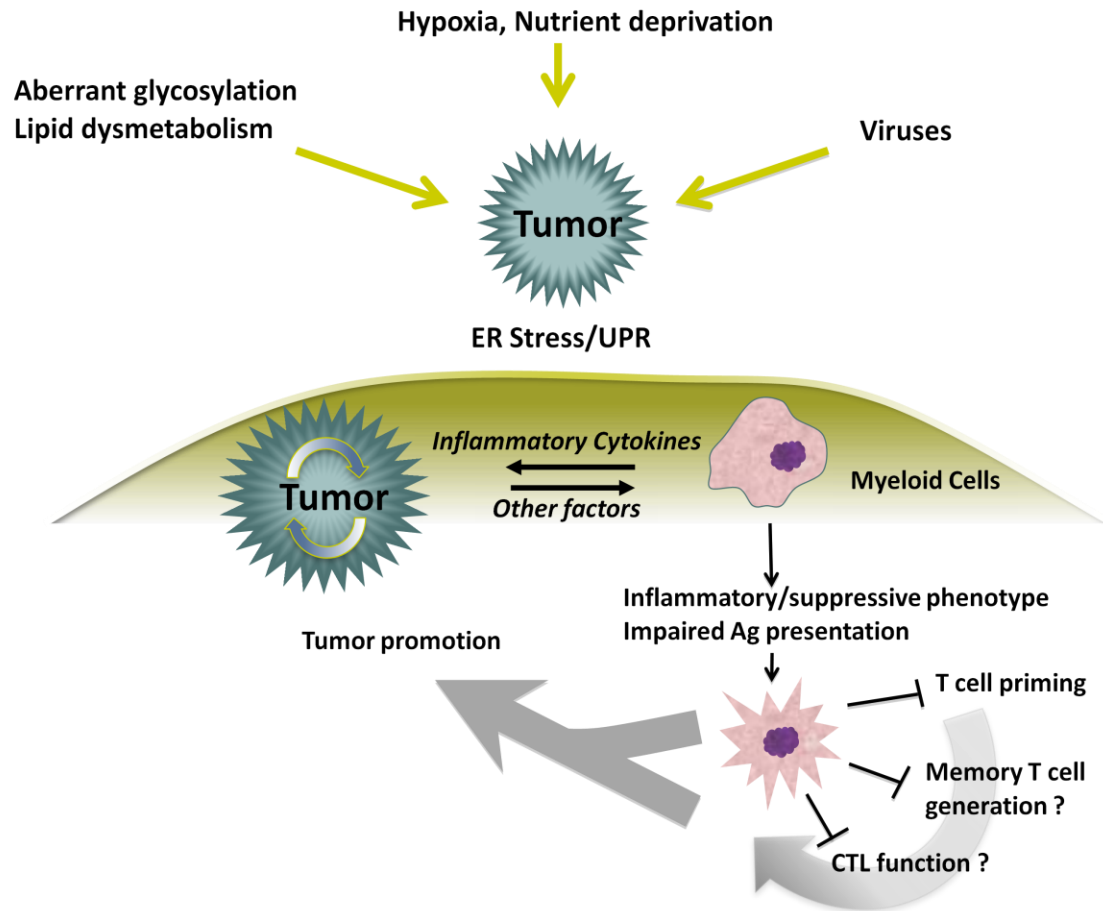 Hypoxia, Nutrient deprivation
Aberrant glycosylation
Lipid dysmetabolism
Viruses
Tumor
ER Stress/UPR
Inflammatory Cytokines
Tumor
Myeloid Cells
Other factors
Inflammatory/suppressive phenotype
Impaired Ag presentation
Tumor promotion
T cell priming
Memory T cell
generation ?
CTL function ?